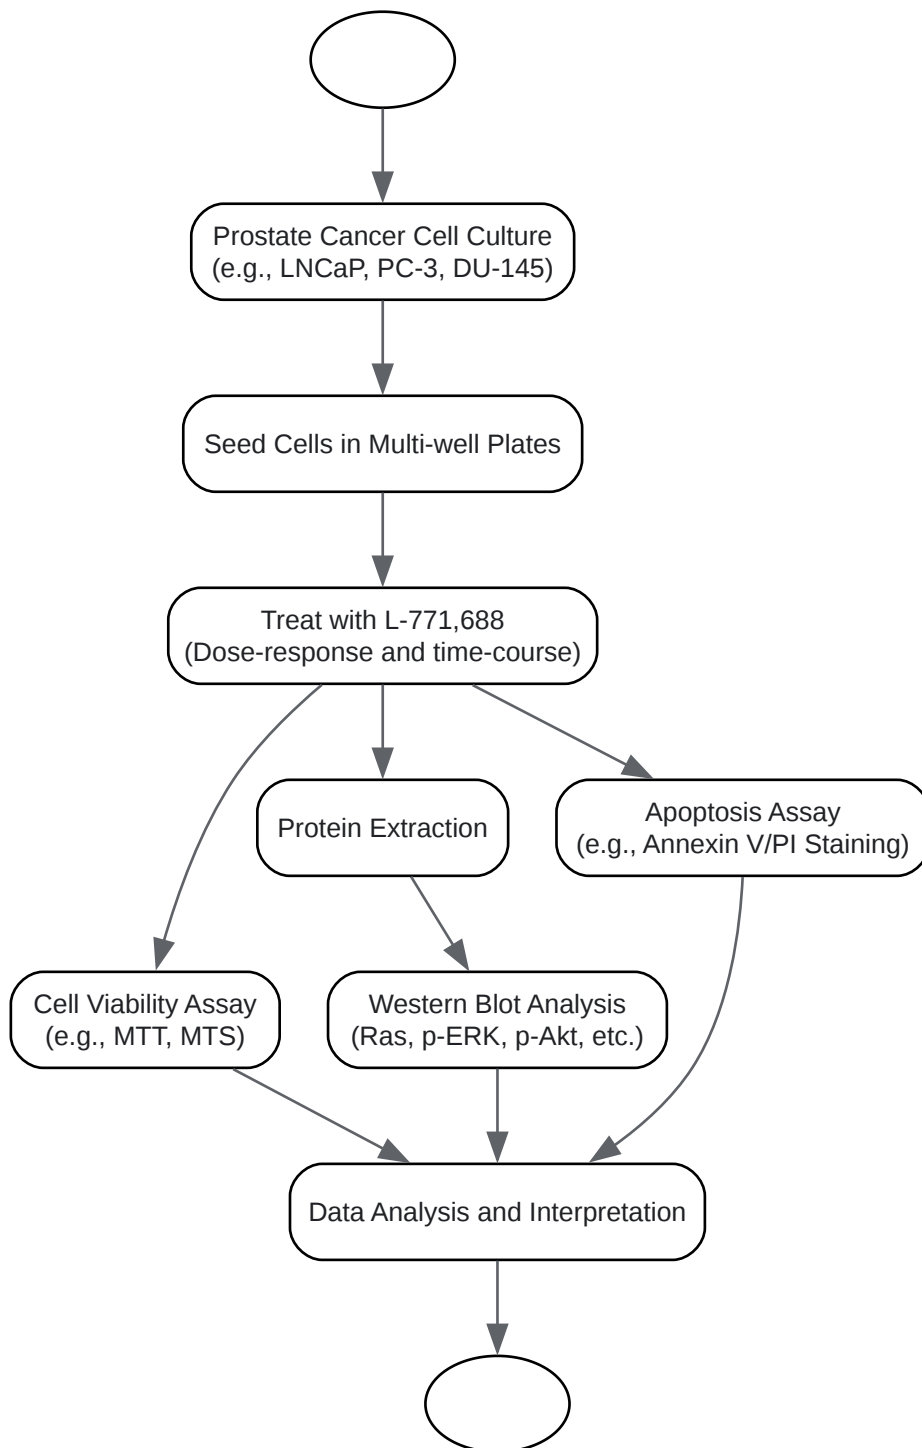 Prostate Cancer Cell Culture
(e.g., LNCaP, PC-3, DU-145)
Seed Cells in Multi-well Plates
Treat with L-771,688
(Dose-response and time-course)
Protein Extraction
Apoptosis Assay
(e.g., Annexin V/PI Staining)
Cell Viability Assay
(e.g., MTT, MTS)
Western Blot Analysis
(Ras, p-ERK, p-Akt, etc.)
Data Analysis and Interpretation